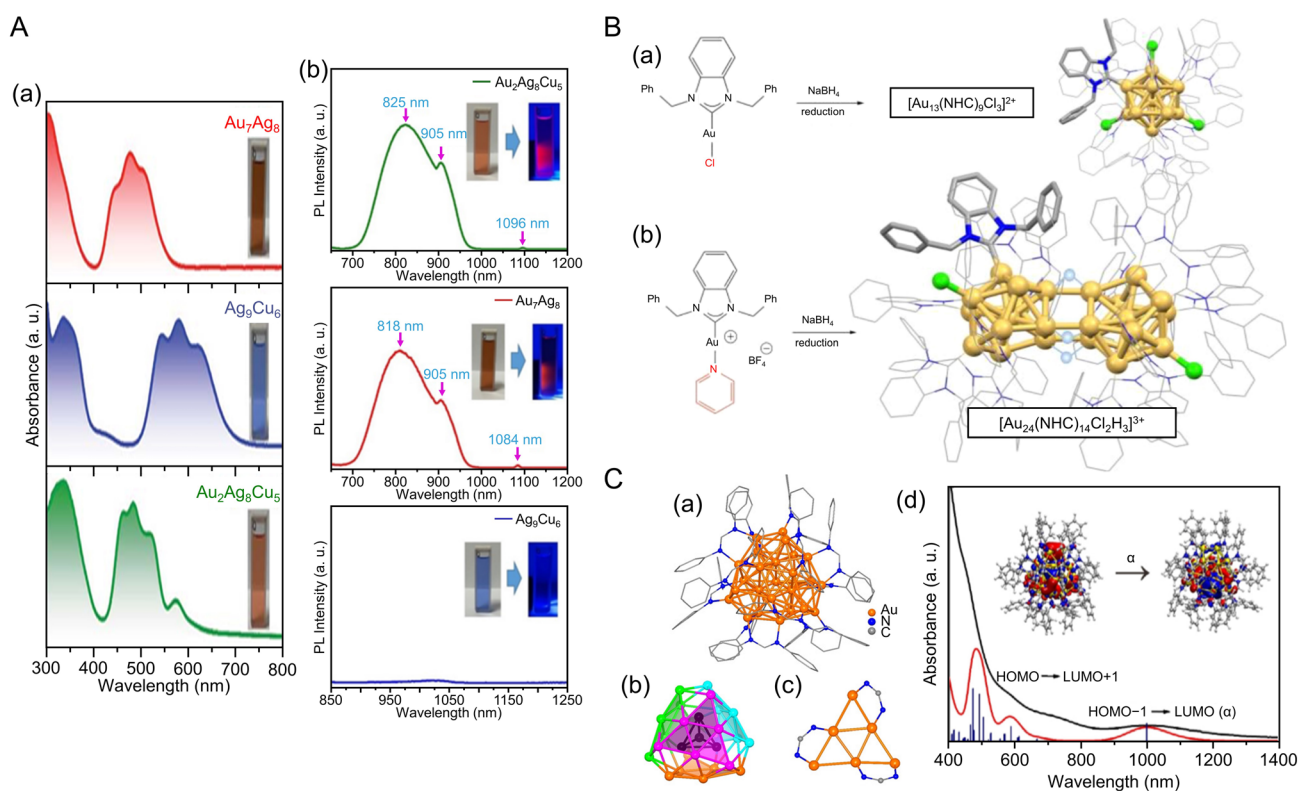 A
(a)
Au7Ag8
Ag9Cu6
Au2Ag8Cu5
Absorbance (a. u.)
300 400 500 600 700 800
Wavelength (nm)
(b)
Au2Ag8Cu5
825 nm
905 nm
1096 nm
PL Intensity (a. u.)
650 700 800 900 1000 1100 1200
Wavelength (nm)
Au7Ag8
818 nm
905 nm
1084 nm
PL Intensity (a. u.)
650 700 800 900 1000 1100 1200
Wavelength (nm)
Ag9Cu6
PL Intensity (a. u.)
850 950 1050 1150 1250
Wavelength (nm)
B
(a)
Ph N N Ph
Au
Cl
NaBH4
reduction
[Au13(NHC)9Cl3]2+
(b)
Ph N N Ph
Au +
N
BF4 −
NaBH4
reduction
[Au24(NHC)14Cl2H3]3+
C
(a)
Au
N
C
(b)
(c)
(d)
Absorbance (a. u.)
α
HOMO → LUMO+1
HOMO−1 → LUMO (α)
400 600 800 1000 1200 1400
Wavelength (nm)